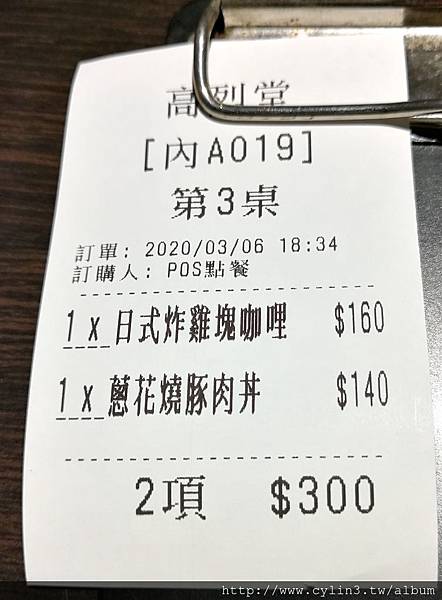 高烈堂
[內A019]
第3桌
訂單: 2020/03/06 18:34
訂購人: POS點餐
1 x 日式炸雞塊咖哩 $160
1 x 蔥花燒豚肉丼 $140
2項 $300
http://www.cylin3.tw/album